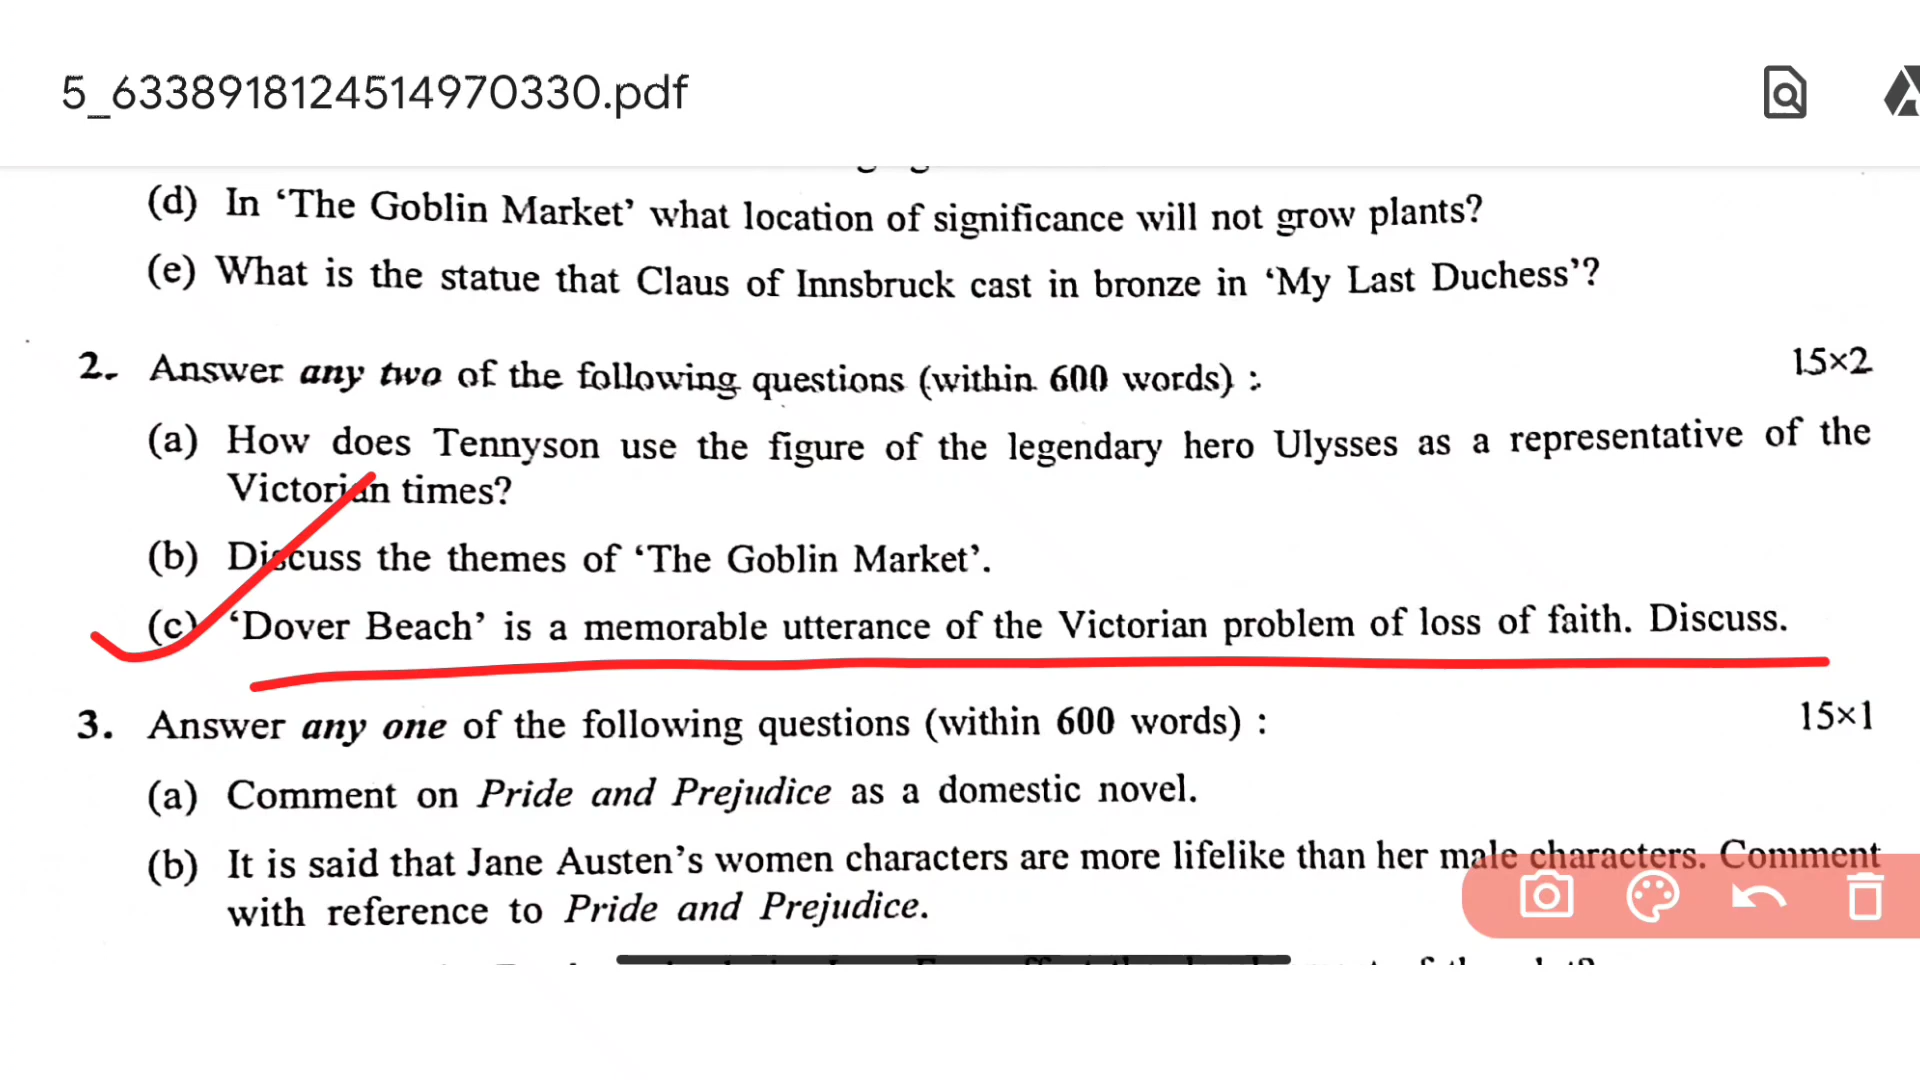 5_6338918124514970330.pdf
(d) In ‘The Goblin Market’ what location of significance will not grow plants?
(e) What is the statue that Claus of Innsbruck cast in bronze in ‘My Last Duchess’?
2. Answer any two of the following questions (within 600 words) : 15×2
(a) How does Tennyson use the figure of the legendary hero Ulysses as a representative of the
Victorian times?
(b) Discuss the themes of ‘The Goblin Market’.
(c) ‘Dover Beach’ is a memorable utterance of the Victorian problem of loss of faith. Discuss.
3. Answer any one of the following questions (within 600 words) : 15×1
(a) Comment on Pride and Prejudice as a domestic novel.
(b) It is said that Jane Austen’s women characters are more lifelike than her male characters. Comment
with reference to Pride and Prejudice.